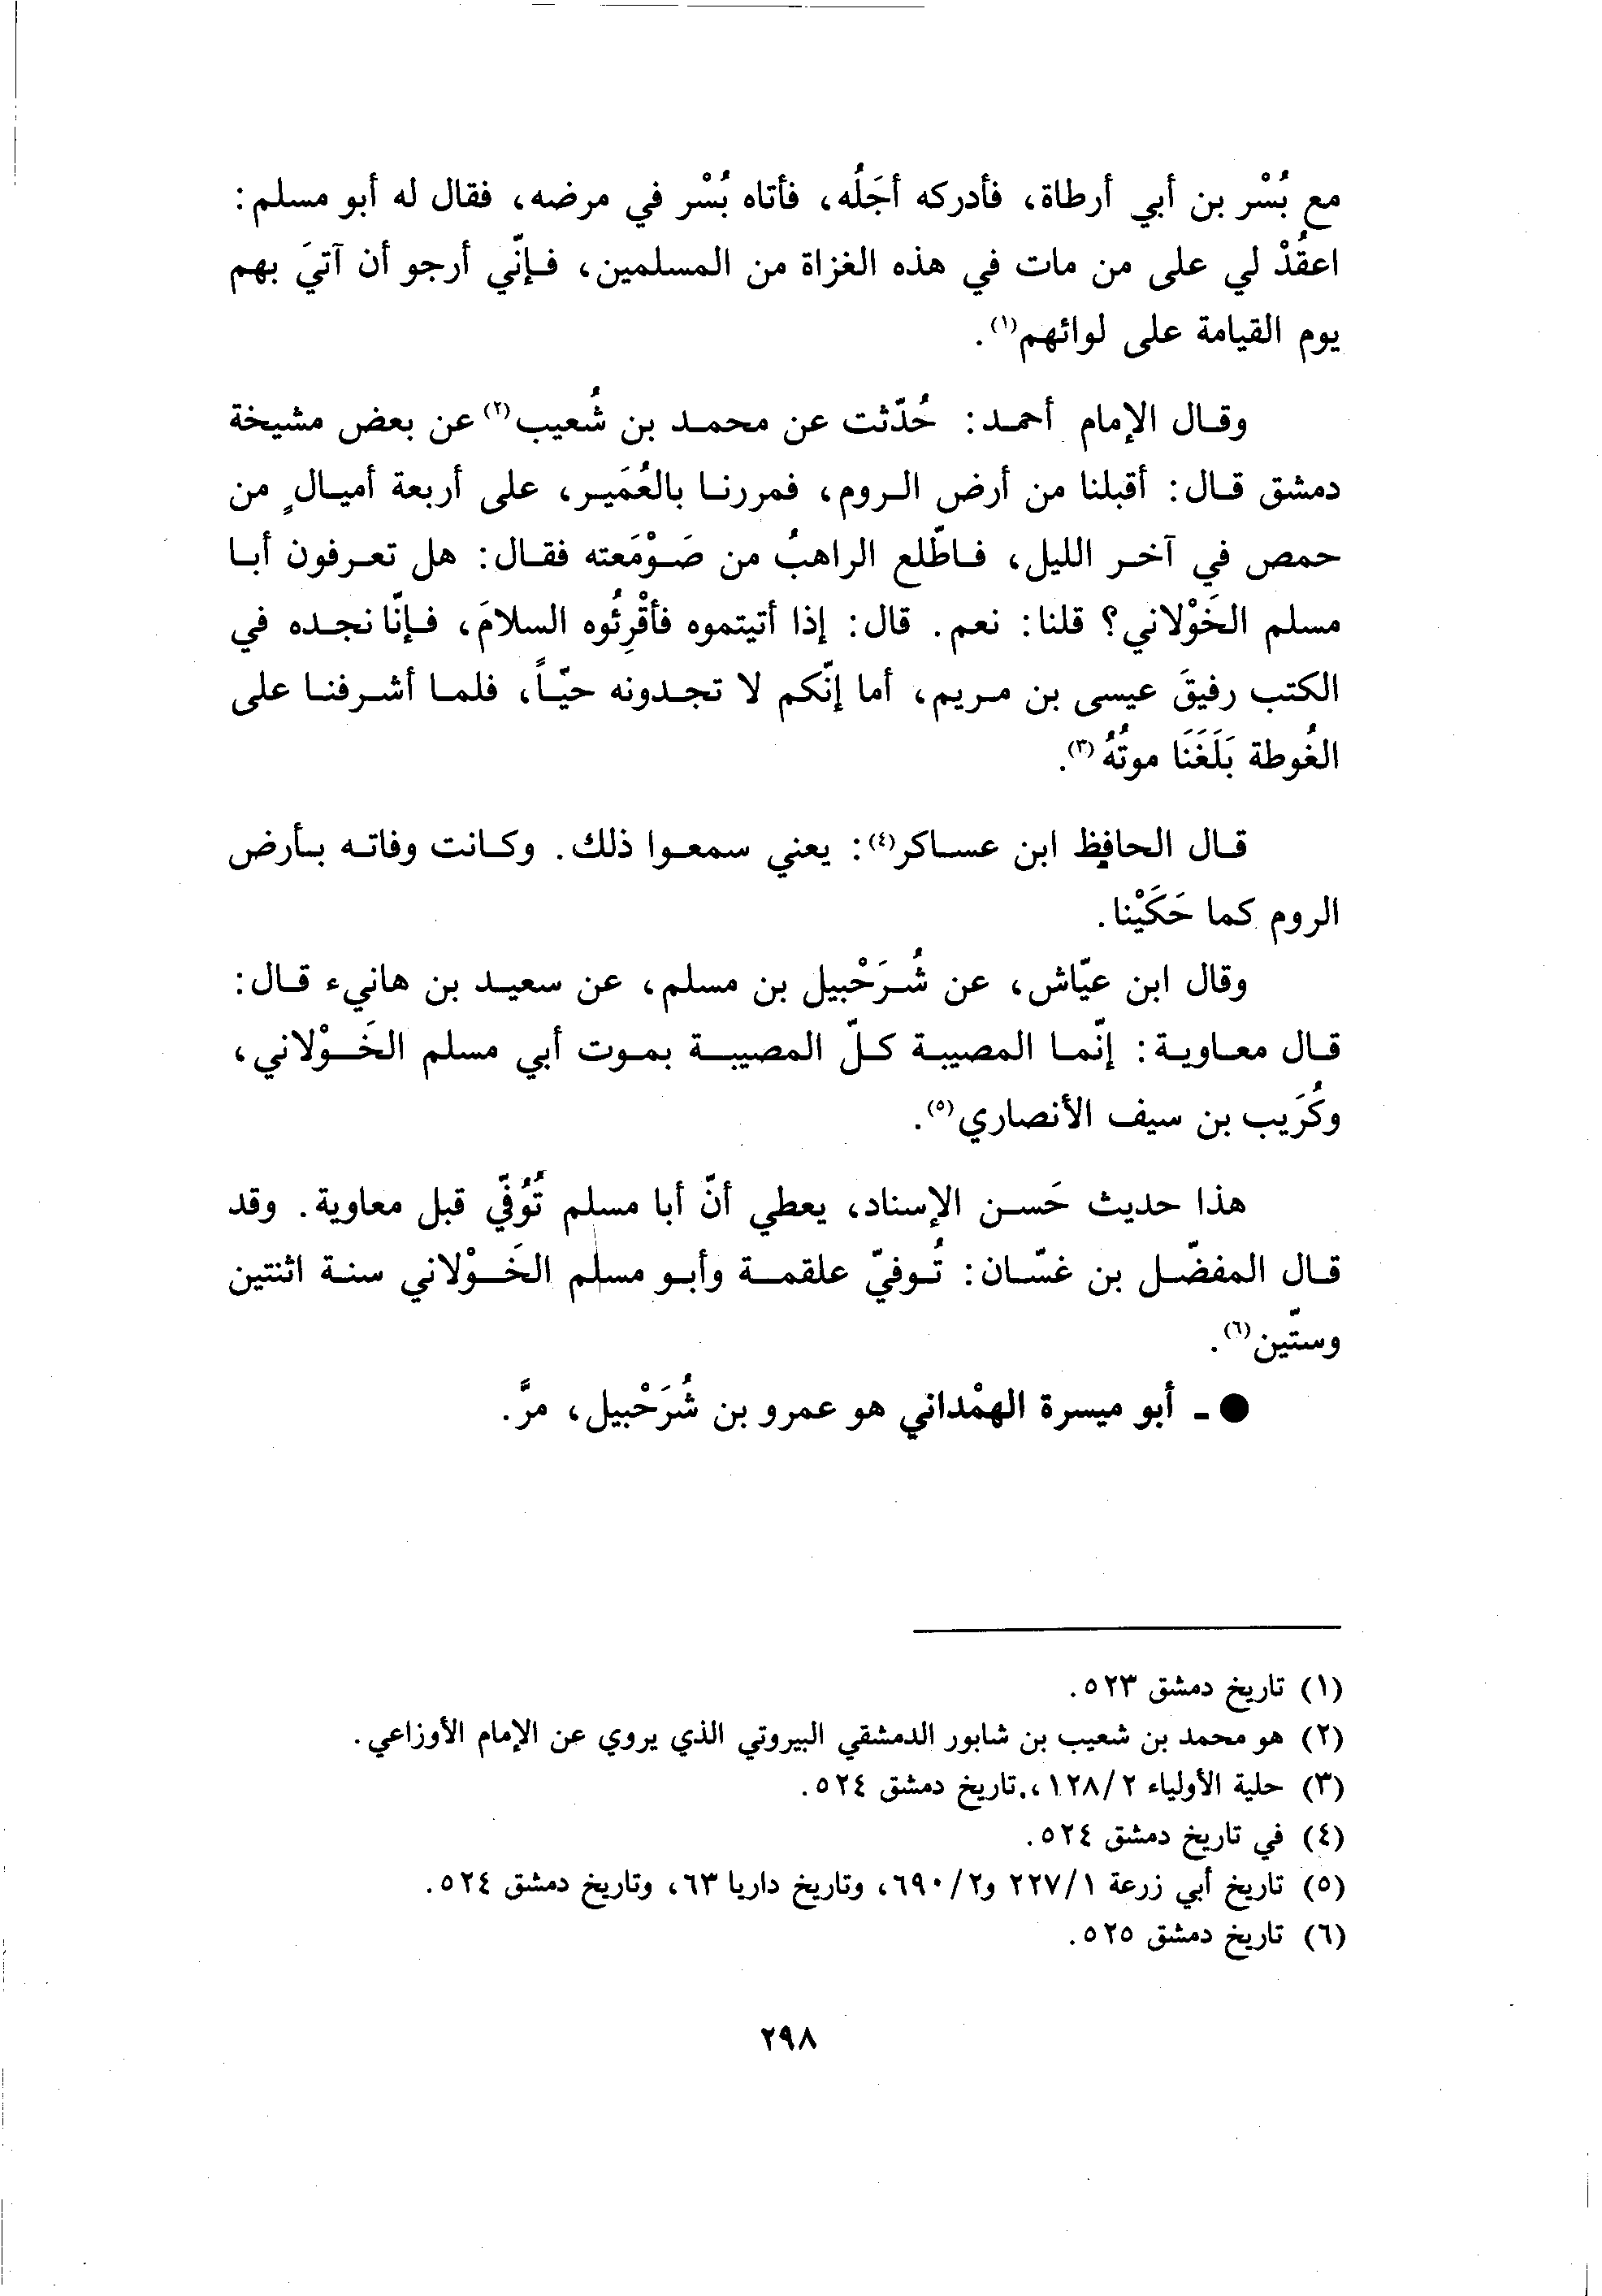 مع بُسْر بن أبي أرطاة، فأدركه أجَلُه، فأتاه بُسْر في مرضه، فقال له أبو مسلم:
اعقُدْ لي على من مات في هذه الغزاة من المسلمين، فإنّي أرجو أن آتيَ بهم
يوم القيامة على لوائهم(١).
وقال الإمام أحمد: حُدّثت عن محمد بن شُعيب(٢) عن بعض مشيخة
دمشق قال: أقبلنا من أرض الروم، فمررنا بالعُمَير، على أربعة أميالٍ من
حمص في آخر الليل، فاطّلع الراهبُ من صَوْمَعته فقال: هل تعرفون أبا
مسلم الخَوْلاني؟ قلنا: نعم. قال: إذا أتيتموه فأقْرِئُوه السلامَ، فإنّا نجده في
الكتب رفيقَ عيسى بن مريم، أما إنّكم لا تجدونه حيّاً، فلما أشرفنا على
الغُوطة بَلَغَنَا موتُهُ(٣).
قال الحافظ ابن عساكر(٤): يعني سمعوا ذلك. وكانت وفاته بأرض
الروم كما حَكَيْنا.
وقال ابن عيّاش، عن شُرَحْبيل بن مسلم، عن سعيد بن هانيء قال:
قال معاوية: إنّما المصيبة كلّ المصيبة بموت أبي مسلم الخَوْلاني،
وكُرَيب بن سيف الأنصاري(٥).
هذا حديث حَسن الإسناد، يعطي أنّ أبا مسلم تُوُفّي قبل معاوية. وقد
قال المفضّل بن غسّان: تُوفيّ علقمة وأبو مسلم الخَوْلاني سنة اثنتين
وستّين(٦).
● ـ أبو ميسرة الهمْداني هو عمرو بن شُرَحْبيل، مرَّ.
(١) تاريخ دمشق ٥٢٣.
(٢) هو محمد بن شعيب بن شابور الدمشقي البيروتي الذي يروي عن الإمام الأوزاعي.
(٣) حلية الأولياء ١٢٨/٢، تاريخ دمشق ٥٢٤.
(٤) في تاريخ دمشق ٥٢٤.
(٥) تاريخ أبي زرعة ٢٢٧/١ و٦٩٠/٢، وتاريخ داريا ٦٣، وتاريخ دمشق ٥٢٤.
(٦) تاريخ دمشق ٥٢٥.
٢٩٨